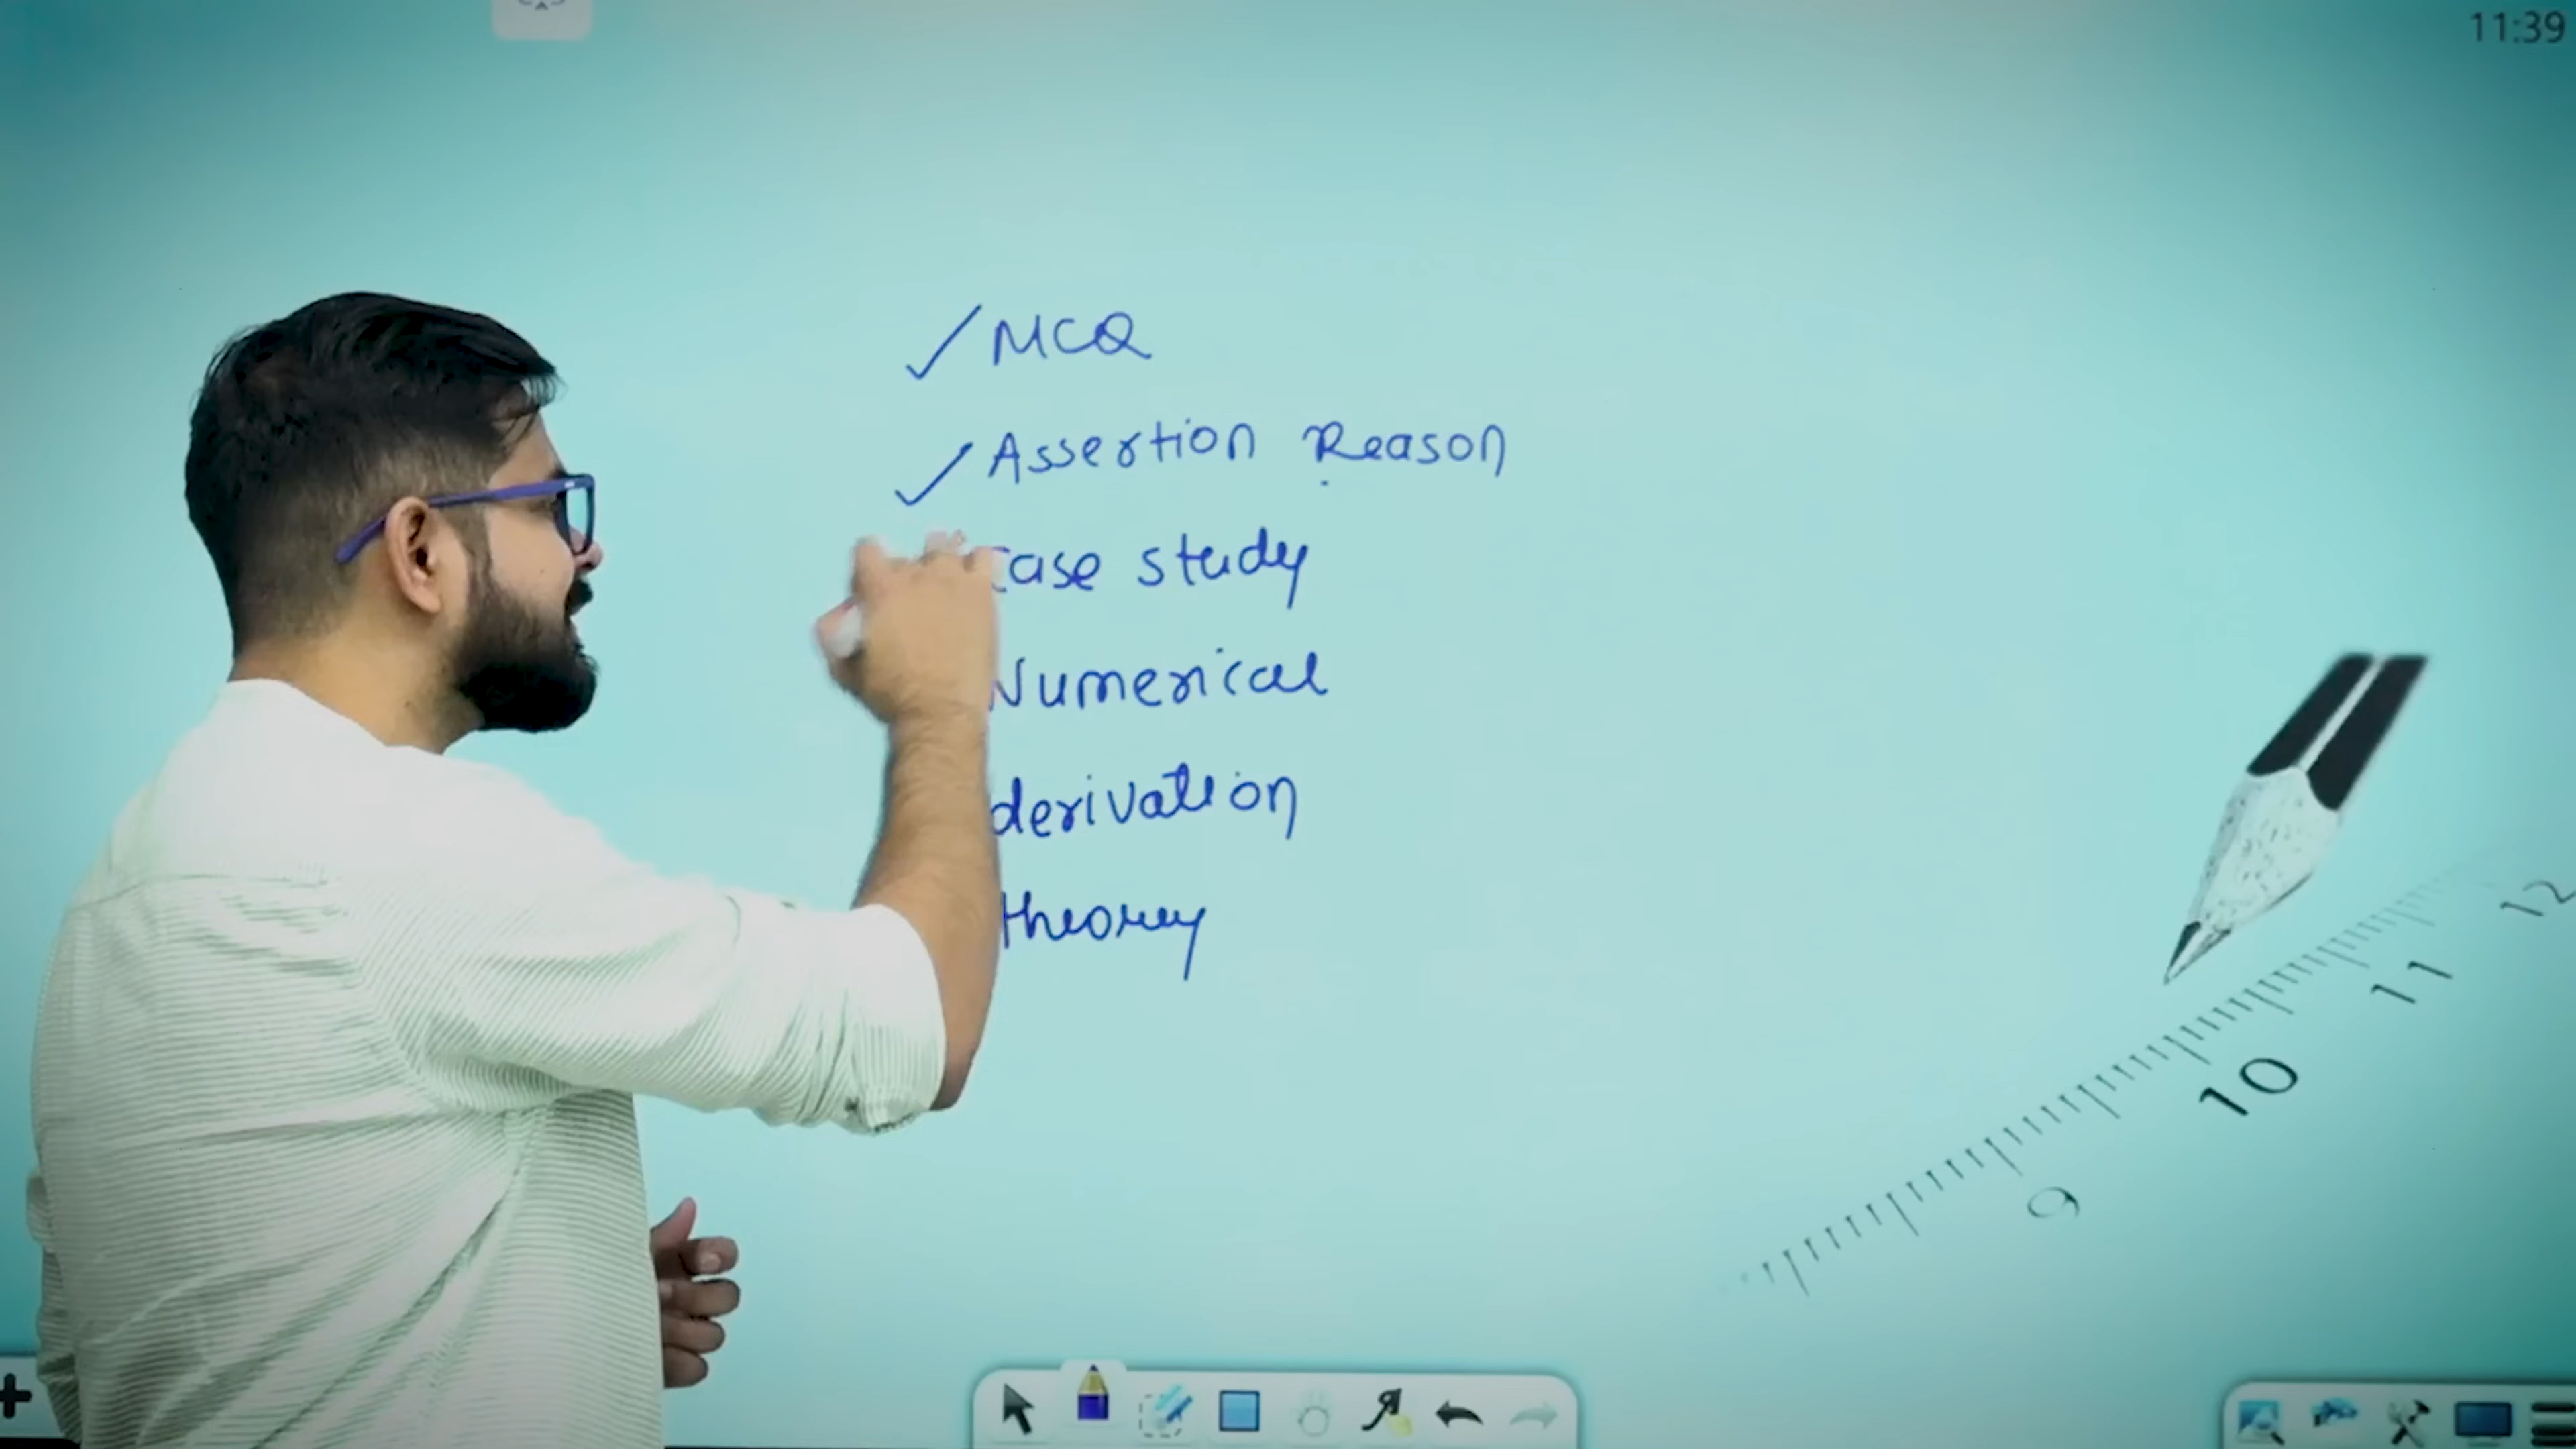 11:39
MCQ
Assertion Reason
case study
Numerical
derivation
theory
12
11
10
9